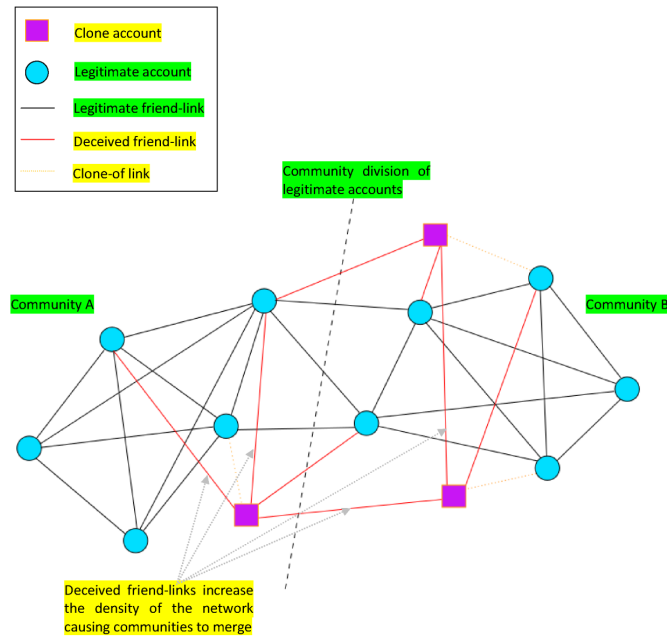 Clone account
Legitimate account
Legitimate friend-link
Deceived friend-link
Clone-of link
Community division of
legitimate accounts
Community A
Community B
Deceived friend-links increase
the density of the network
causing communities to merge